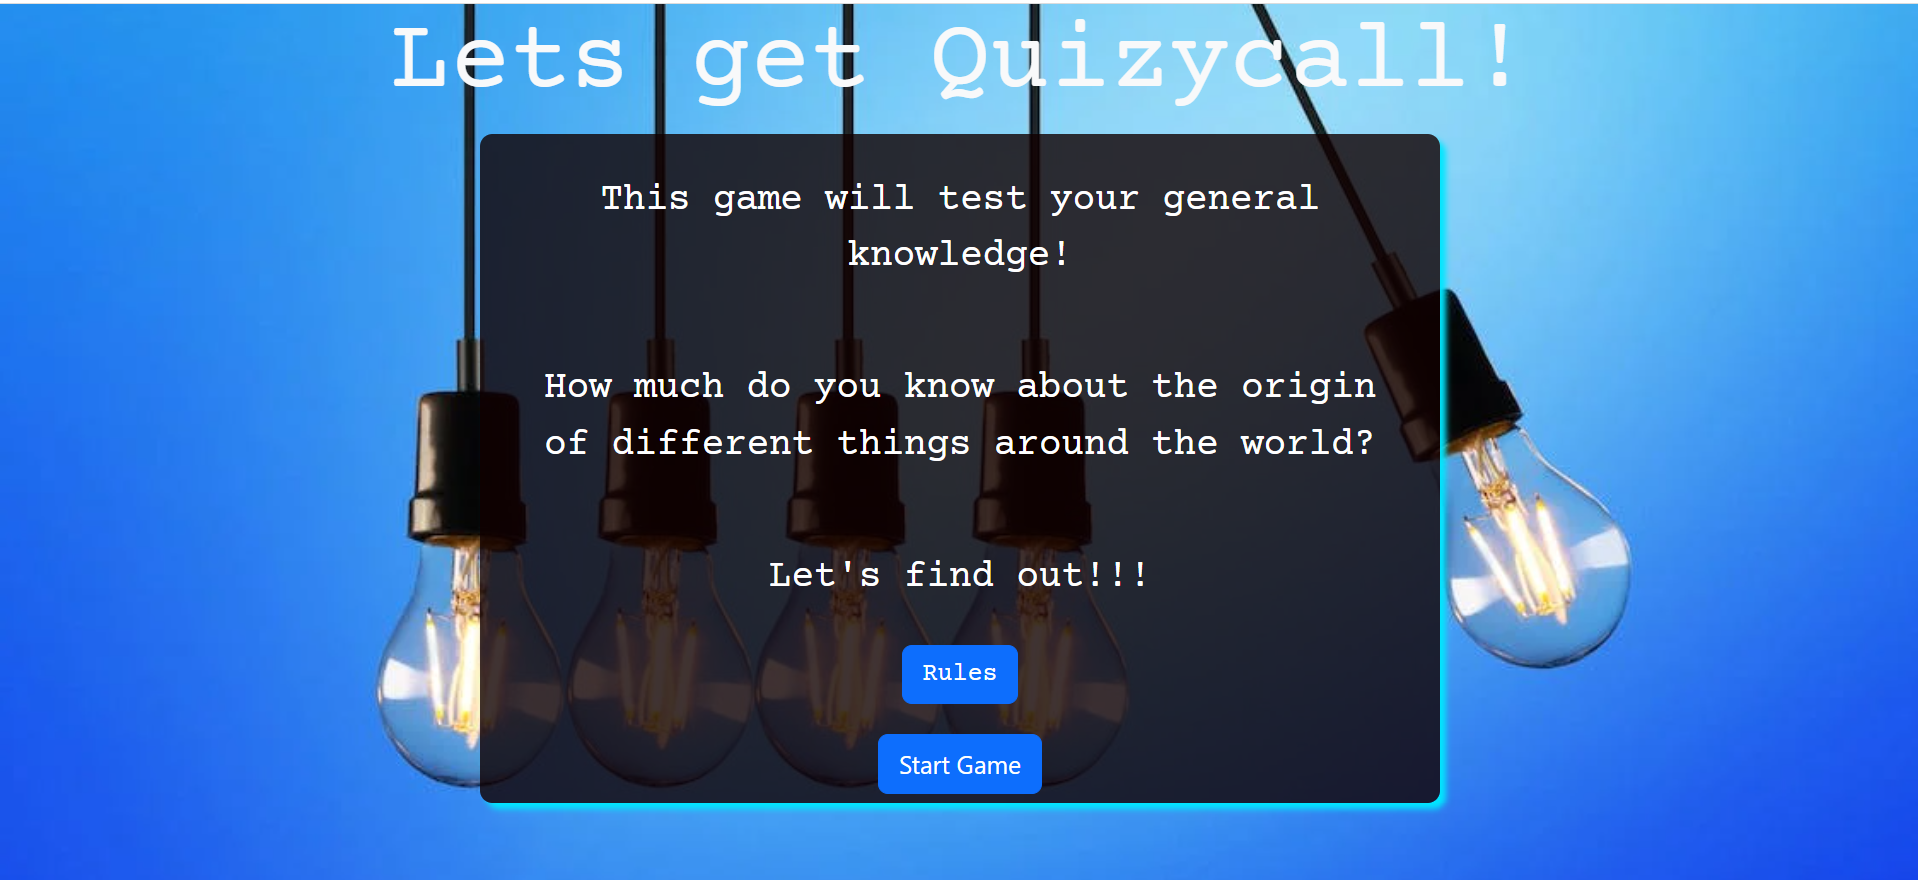 Lets get Quizycall!
This game will test your general
knowledge!
How much do you know about the origin
of different things around the world?
Let's find out!!!
Rules
Start Game